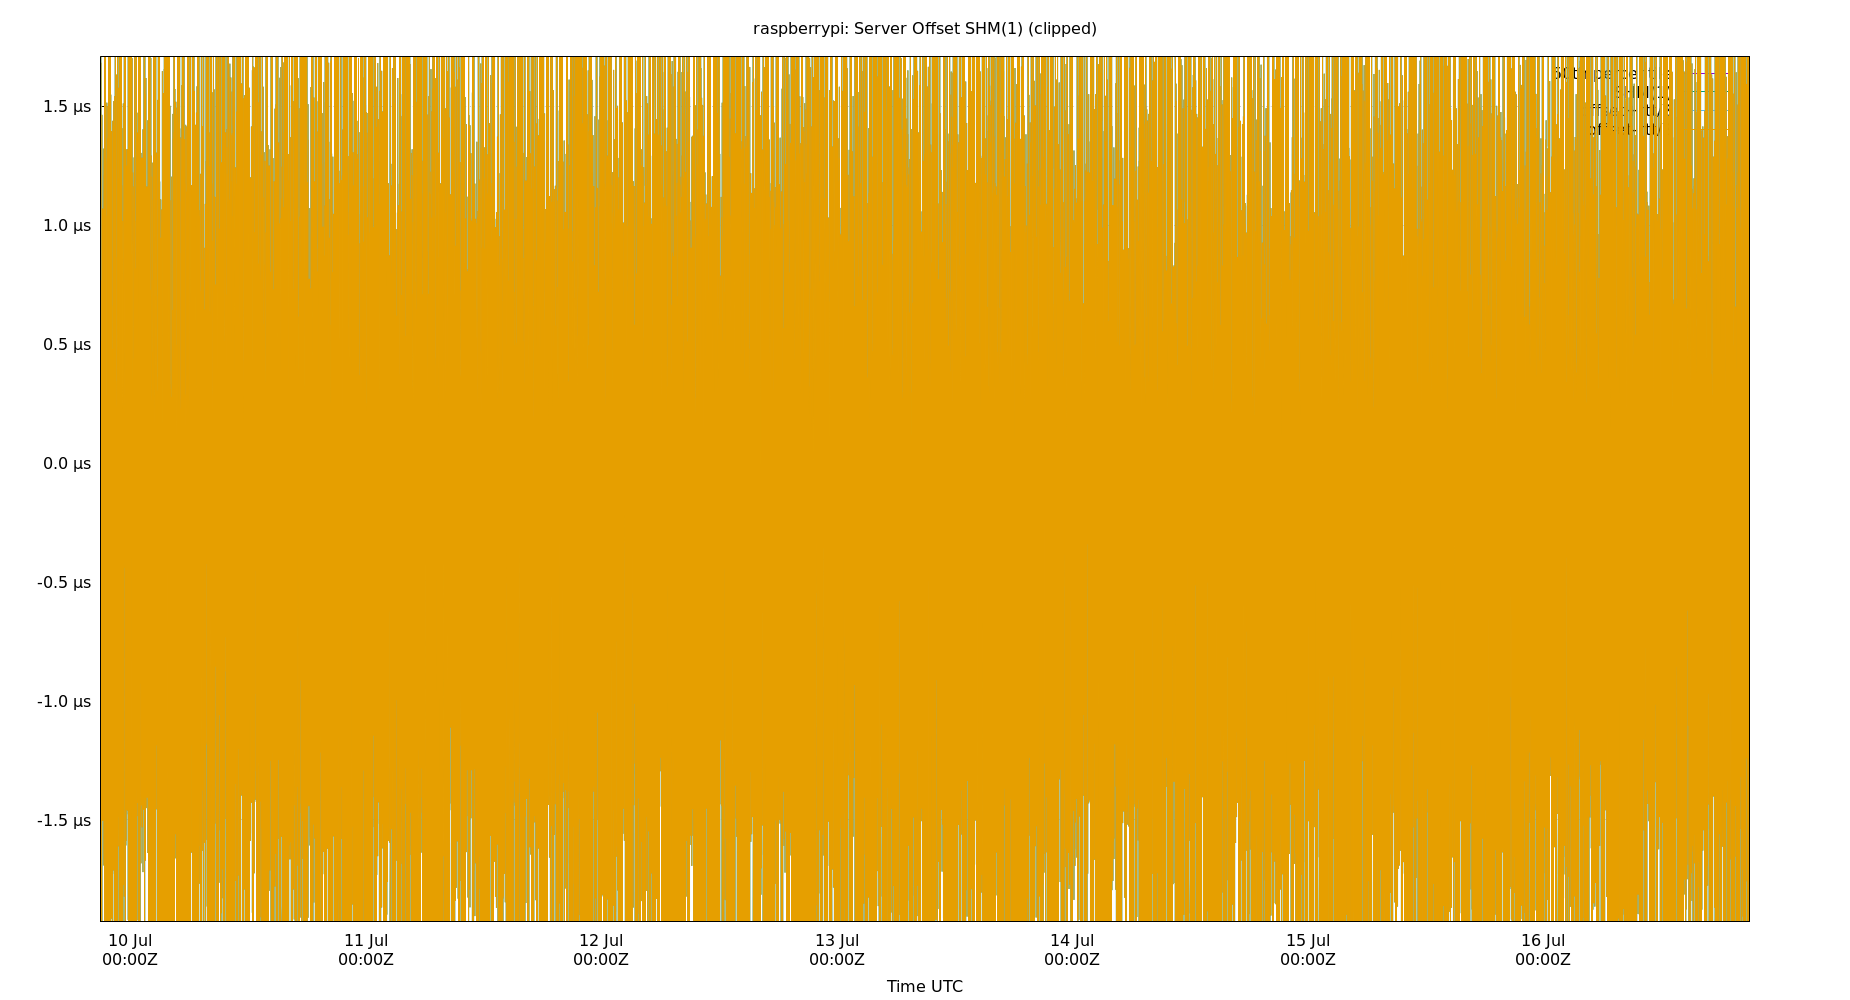 raspberrypi: Server Offset SHM(1) (clipped)
1.5 µs
1.0 µs
0.5 µs
0.0 µs
-0.5 µs
-1.0 µs
-1.5 µs
10 Jul 11 Jul 12 Jul 13 Jul 14 Jul 15 Jul 16 Jul
00:00Z 00:00Z 00:00Z 00:00Z 00:00Z 00:00Z 00:00Z
Time UTC